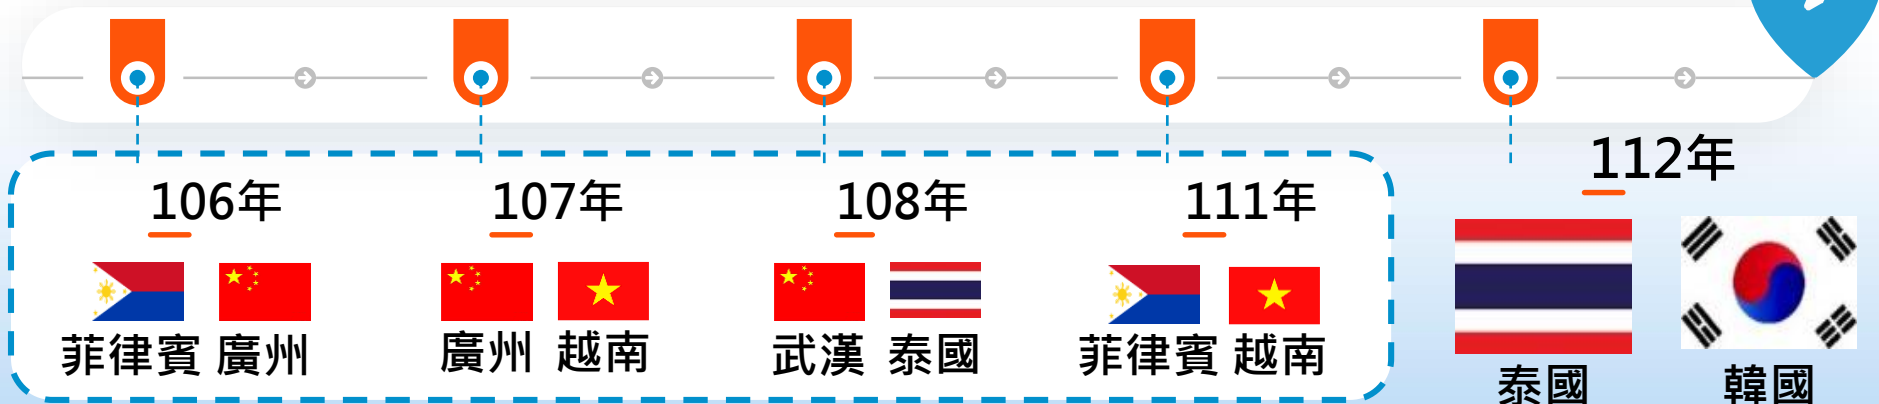 112年
106年
107年
108年
111年
菲律賓 廣州
廣州 越南
武漢 泰國
菲律賓 越南
泰國
韓國